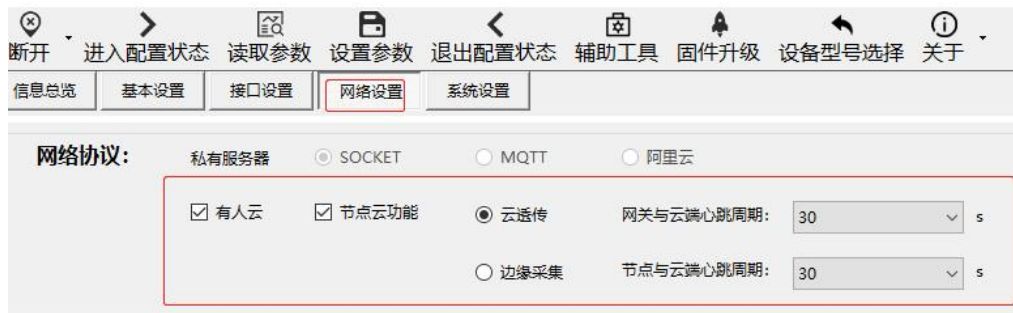 断开 进入配置状态 读取参数 设置参数 退出配置状态 辅助工具 固件升级 设备型号选择 关于
信息总览 基本设置 接口设置 网络设置 系统设置
网络协议： 私有服务器 SOCKET MQTT 阿里云
有人云 节点云功能 云透传 网关与云端心跳周期： 30 s
边缘采集 节点与云端心跳周期： 30 s